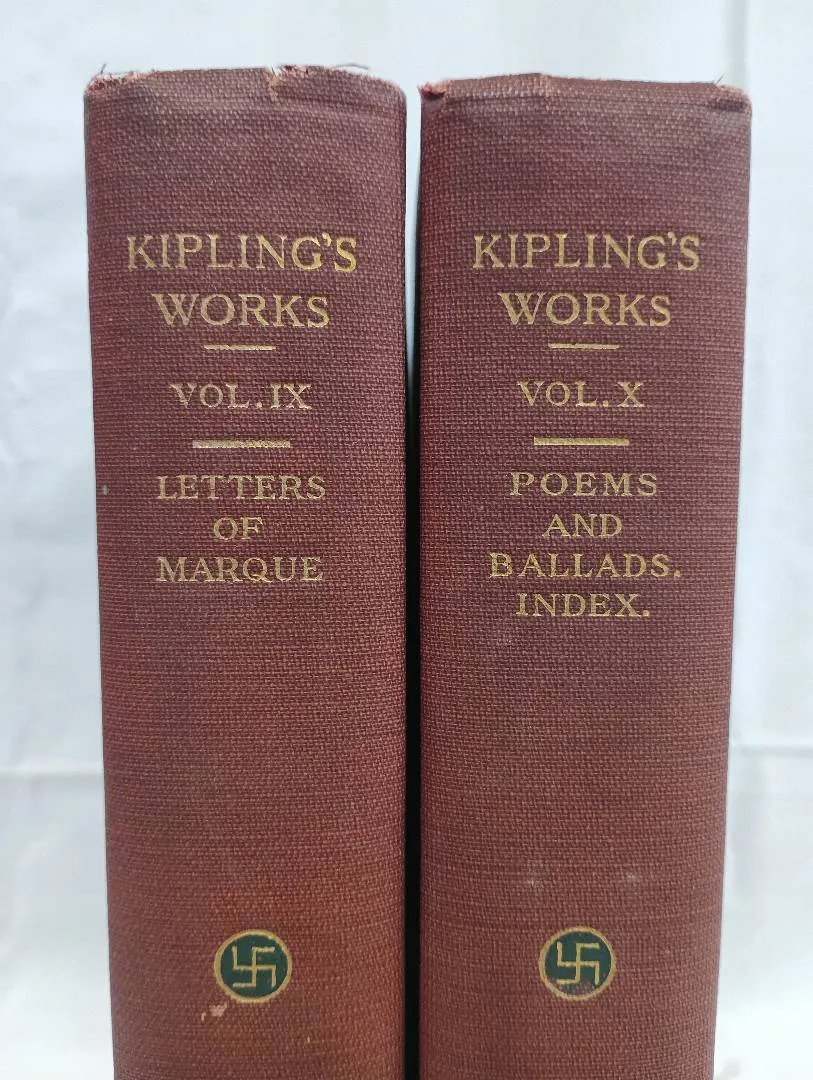 KIPLING'S
WORKS
VOL. IX
LETTERS
OF
MARQUE
KIPLING'S
WORKS
VOL. X
POEMS
AND
BALLADS.
INDEX.